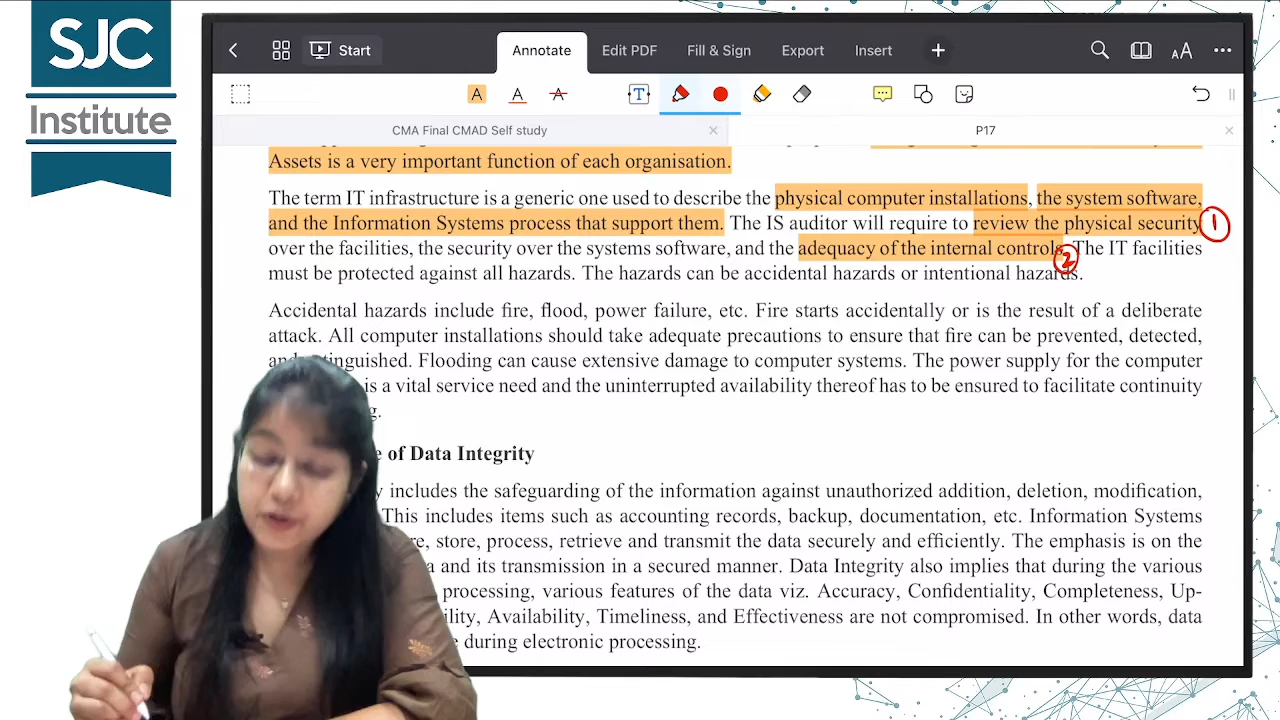 SJC
Institute
Start
Annotate
Edit PDF
Fill & Sign
Export
Insert
CMA Final CMAD Self study
P17
Assets is a very important function of each organisation.
The term IT infrastructure is a generic one used to describe the physical computer installations, the system software,
and the Information Systems process that support them. The IS auditor will require to review the physical security 1
over the facilities, the security over the systems software, and the adequacy of the internal controls. The IT facilities
2
must be protected against all hazards. The hazards can be accidental hazards or intentional hazards.
Accidental hazards include fire, flood, power failure, etc. Fire starts accidentally or is the result of a deliberate
attack. All computer installations should take adequate precautions to ensure that fire can be prevented, detected,
and extinguished. Flooding can cause extensive damage to computer systems. The power supply for the computer
is a vital service need and the uninterrupted availability thereof has to be ensured to facilitate continuity
g.
e of Data Integrity
y includes the safeguarding of the information against unauthorized addition, deletion, modification,
This includes items such as accounting records, backup, documentation, etc. Information Systems
re, store, process, retrieve and transmit the data securely and efficiently. The emphasis is on the
a and its transmission in a secured manner. Data Integrity also implies that during the various
processing, various features of the data viz. Accuracy, Confidentiality, Completeness, Up-
ility, Availability, Timeliness, and Effectiveness are not compromised. In other words, data
e during electronic processing.